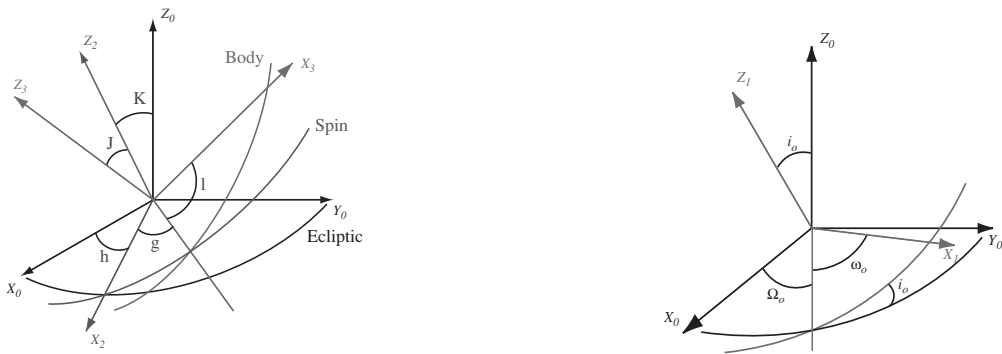 Z₀
Z₂
Body
X₃
Z₃
K
J
Spin
l
Y₀
g
Ecliptic
h
X₀
X₂
Z₀
Z₁
i₀
Y₀
X₁
ω₀
Ω₀
i₀
X₀